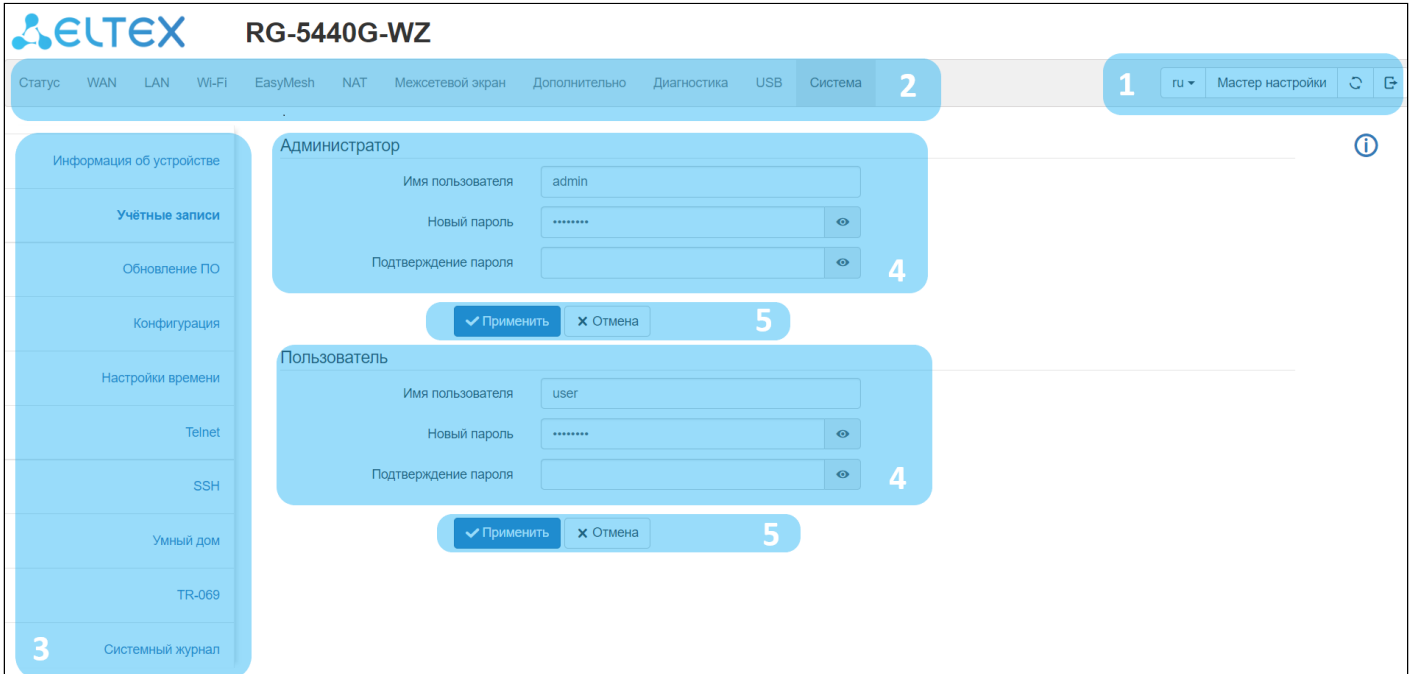 ELTEX RG-5440G-WZ
Статус WAN LAN Wi-Fi EasyMesh NAT Межсетевой экран Дополнительно Диагностика USB Система 2 1 ru Мастер настройки
Информация об устройстве
Учётные записи
Обновление ПО
Конфигурация
Настройки времени
Telnet
SSH
Умный дом
TR-069
3 Системный журнал
Администратор
Имя пользователя admin
Новый пароль ••••••••
Подтверждение пароля 4
Применить Отмена 5
Пользователь
Имя пользователя user
Новый пароль ••••••••
Подтверждение пароля 4
Применить Отмена 5